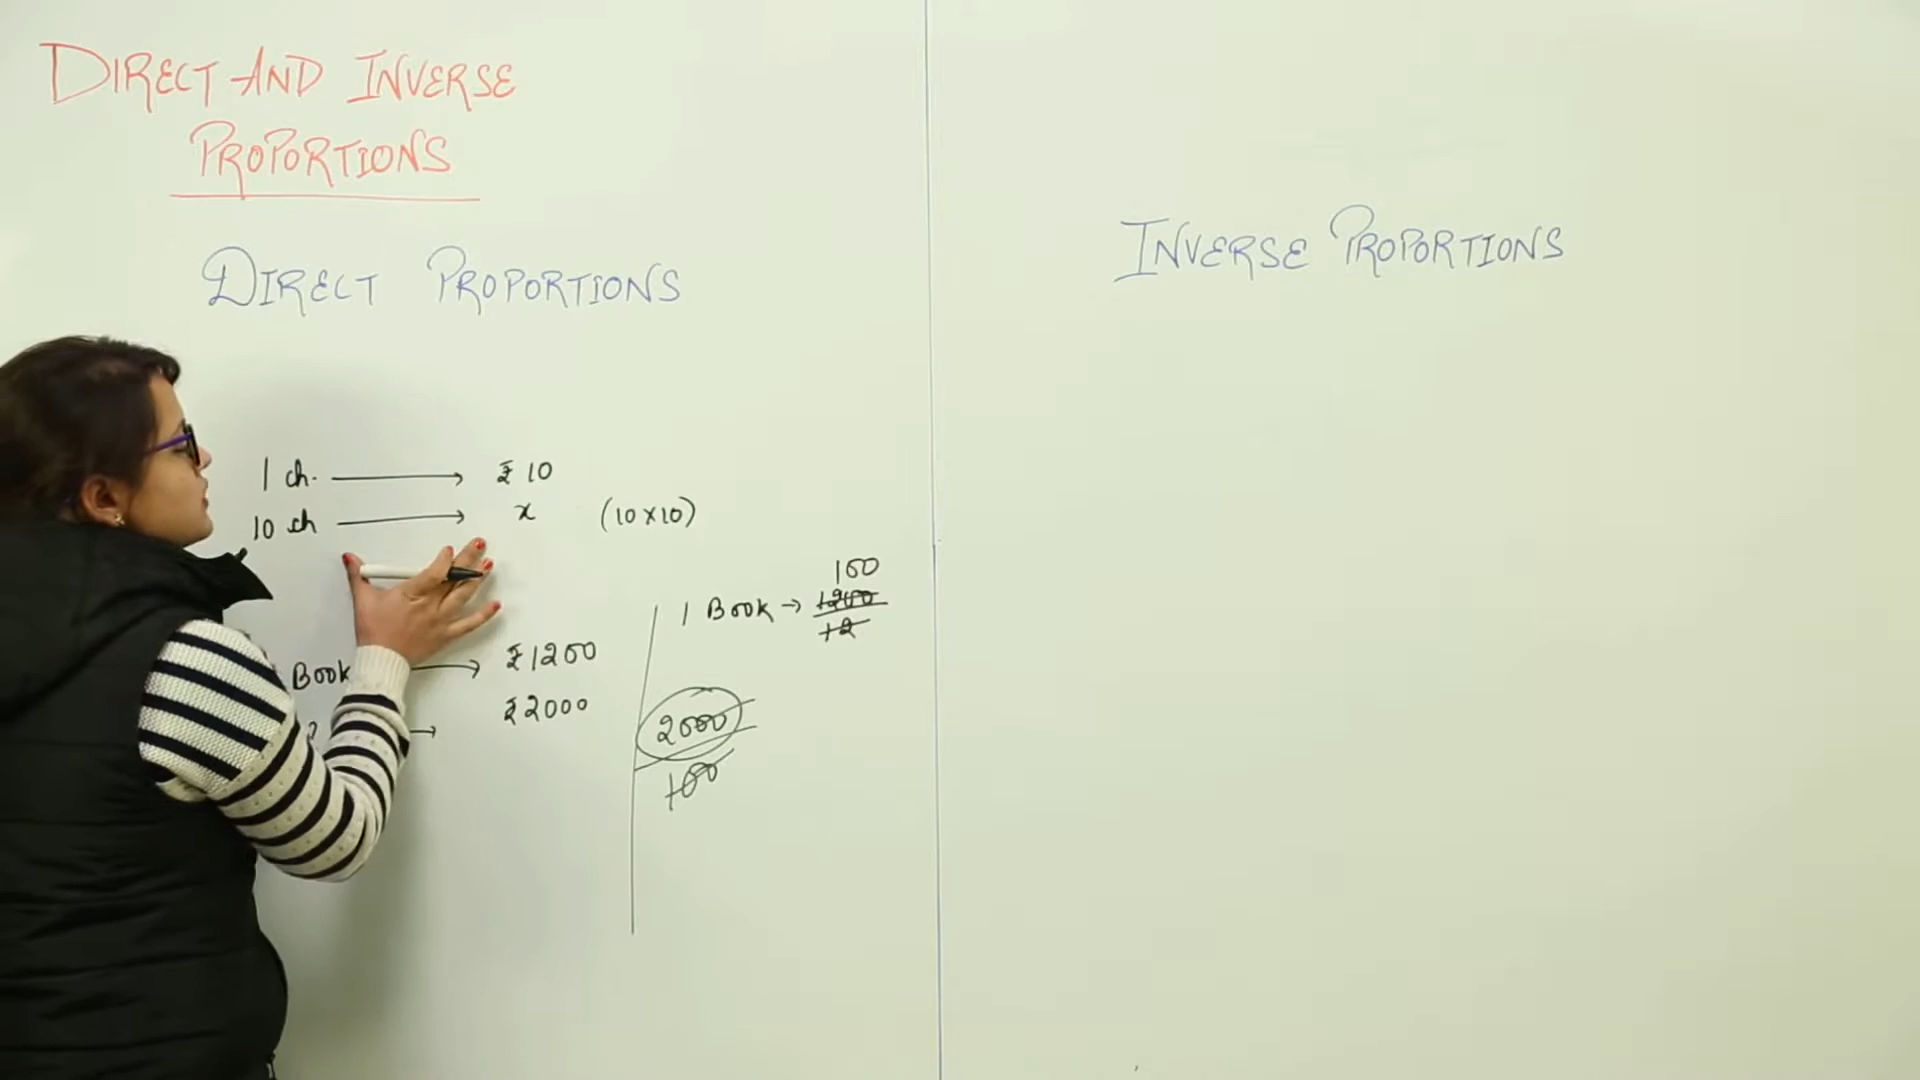 DIRECT AND INVERSE
PROPORTIONS
DIRECT PROPORTIONS
1 ch. → ₹ 10
10 ch → x (10 x 10)
Book → ₹ 1200
? → ₹ 2000
1 Book → 1200
12
100
2000
100
INVERSE PROPORTIONS